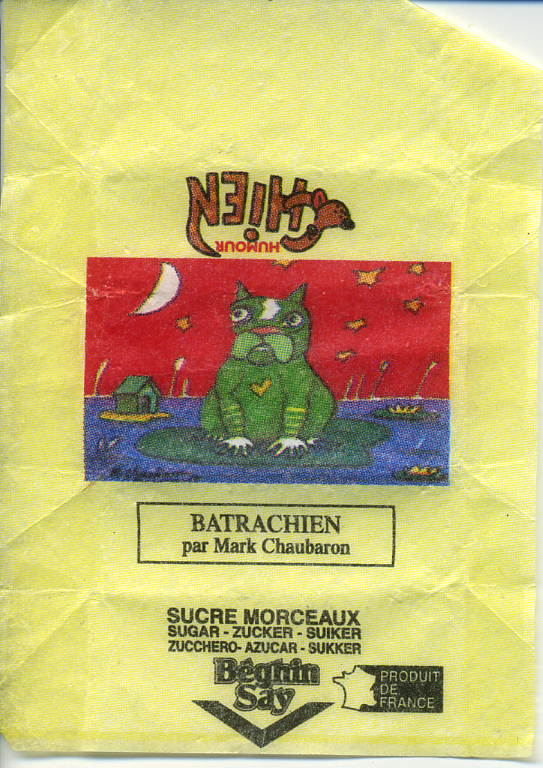 HUMOUR
CHIEN
BATRACHIEN
par Mark Chaubaron
SUCRE MORCEAUX
SUGAR - ZUCKER - SUIKER
ZUCCHERO - AZUCAR - SUKKER
Béghin
Say
PRODUIT
DE
FRANCE